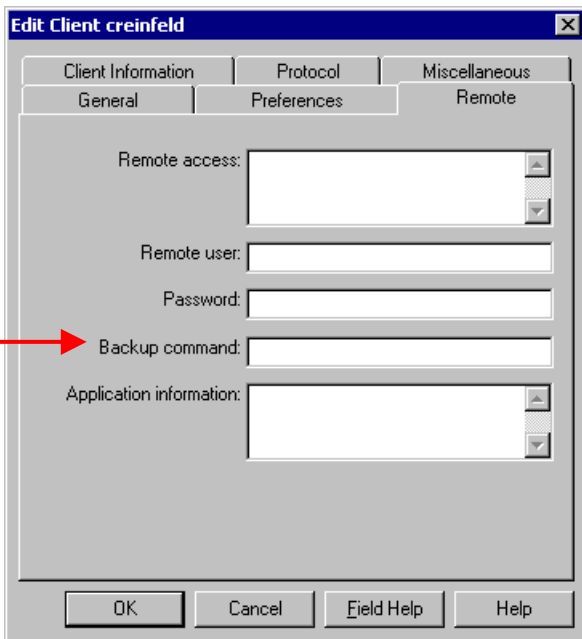 Edit Client creinfeld
Client Information Protocol Miscellaneous
General Preferences Remote
Remote access:
Remote user:
Password:
Backup command:
Application information:
OK Cancel Field Help Help